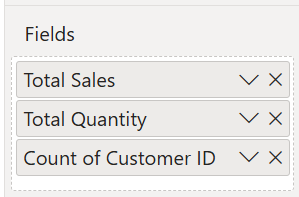 Fields
Total Sales
Total Quantity
Count of Customer ID